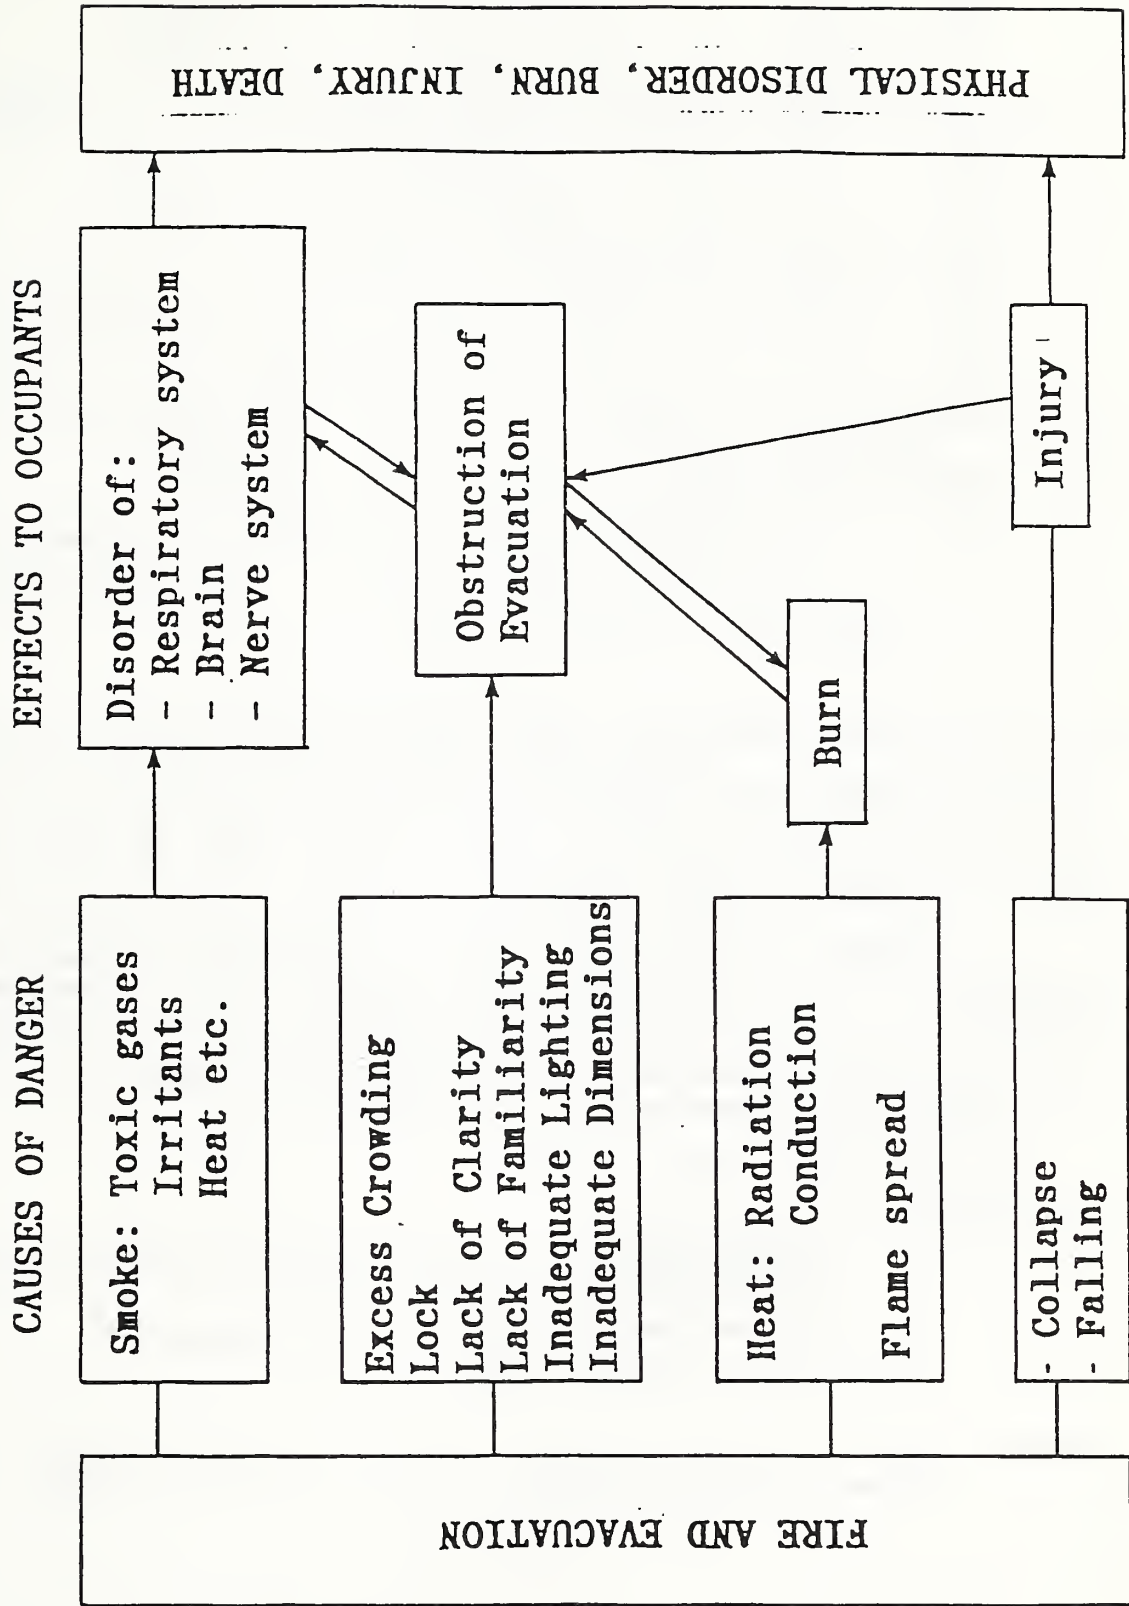 CAUSES OF DANGER
EFFECTS TO OCCUPANTS
FIRE AND EVACUATION
Smoke: Toxic gases
Irritants
Heat etc.
Excess Crowding
Lock
Lack of Clarity
Lack of Familiarity
Inadequate Lighting
Inadequate Dimensions
Heat: Radiation
Conduction
Flame spread
- Collapse
- Falling
Disorder of:
- Respiratory system
- Brain
- Nerve system
Obstruction of
Evacuation
Burn
Injury
PHYSICAL DISORDER, BURN, INJURY, DEATH